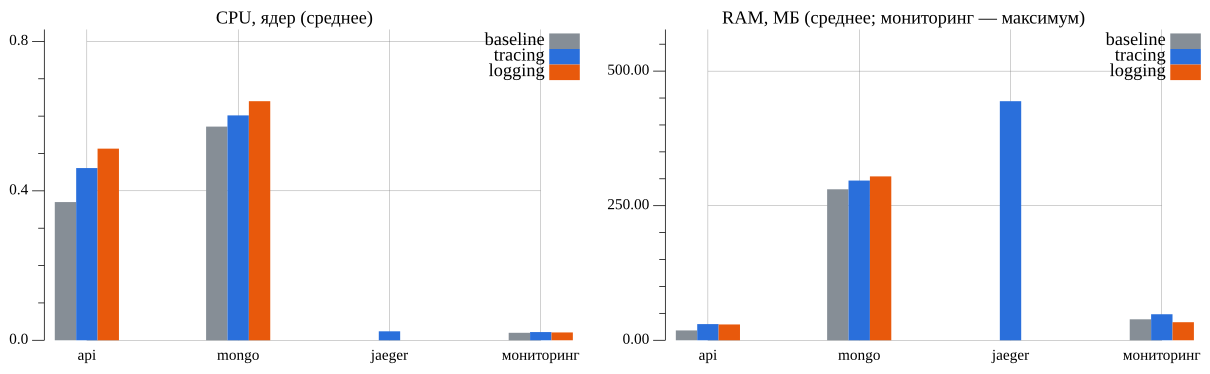 CPU, ядер (среднее)
baseline
tracing
logging
0.8
0.4
0.0
api
mongo
jaeger
мониторинг
RAM, МБ (среднее; мониторинг — максимум)
baseline
tracing
logging
500.00
250.00
0.00
api
mongo
jaeger
мониторинг